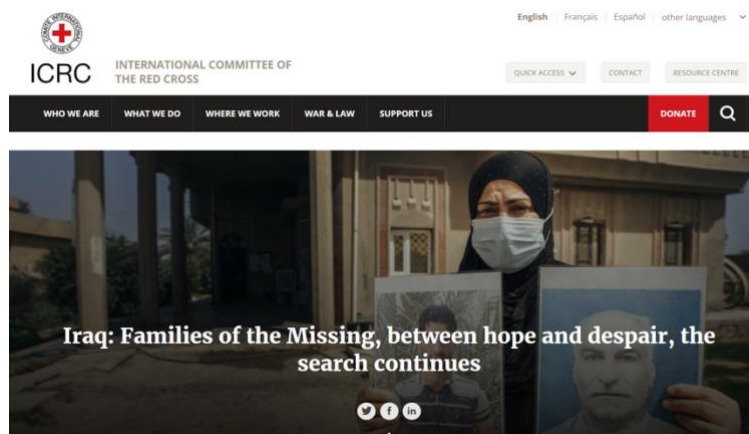 COMITE INTERNATIONAL GENEVE
ICRC
INTERNATIONAL COMMITTEE OF
THE RED CROSS
English Français Español other languages
QUICK ACCESS CONTACT RESOURCE CENTRE
WHO WE ARE WHAT WE DO WHERE WE WORK WAR & LAW SUPPORT US DONATE
Iraq: Families of the Missing, between hope and despair, the
search continues
f in